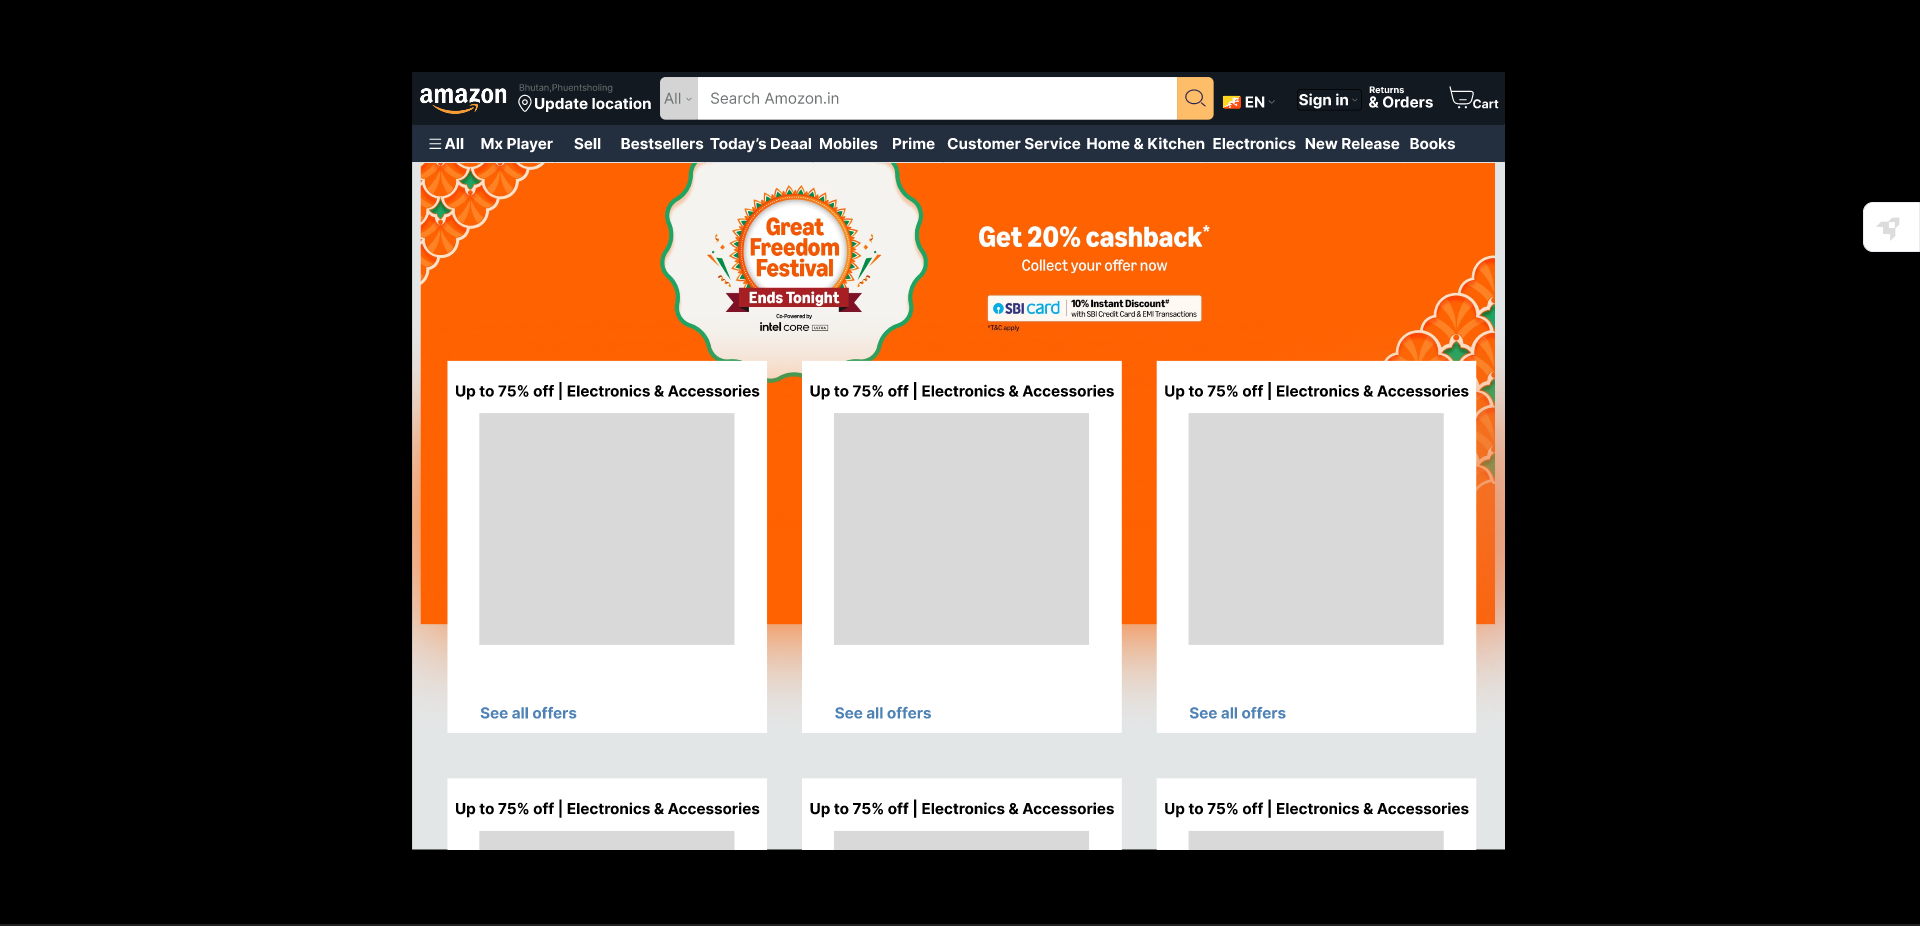 amazon
Bhutan,Phuentsholing
Update location
All
Search Amozon.in
EN
Sign in
Returns
& Orders
Cart
All Mx Player Sell Bestsellers Today's Deaal Mobiles Prime Customer Service Home & Kitchen Electronics New Release Books
Great
Freedom
Festival
Ends Tonight
Co-Powered by
intel CORE ULTRA
Get 20% cashback*
Collect your offer now
SBI card
10% Instant Discount#
with SBI Credit Card & EMI Transactions
*T&C apply
Up to 75% off | Electronics & Accessories
See all offers
Up to 75% off | Electronics & Accessories
See all offers
Up to 75% off | Electronics & Accessories
See all offers
Up to 75% off | Electronics & Accessories
Up to 75% off | Electronics & Accessories
Up to 75% off | Electronics & Accessories